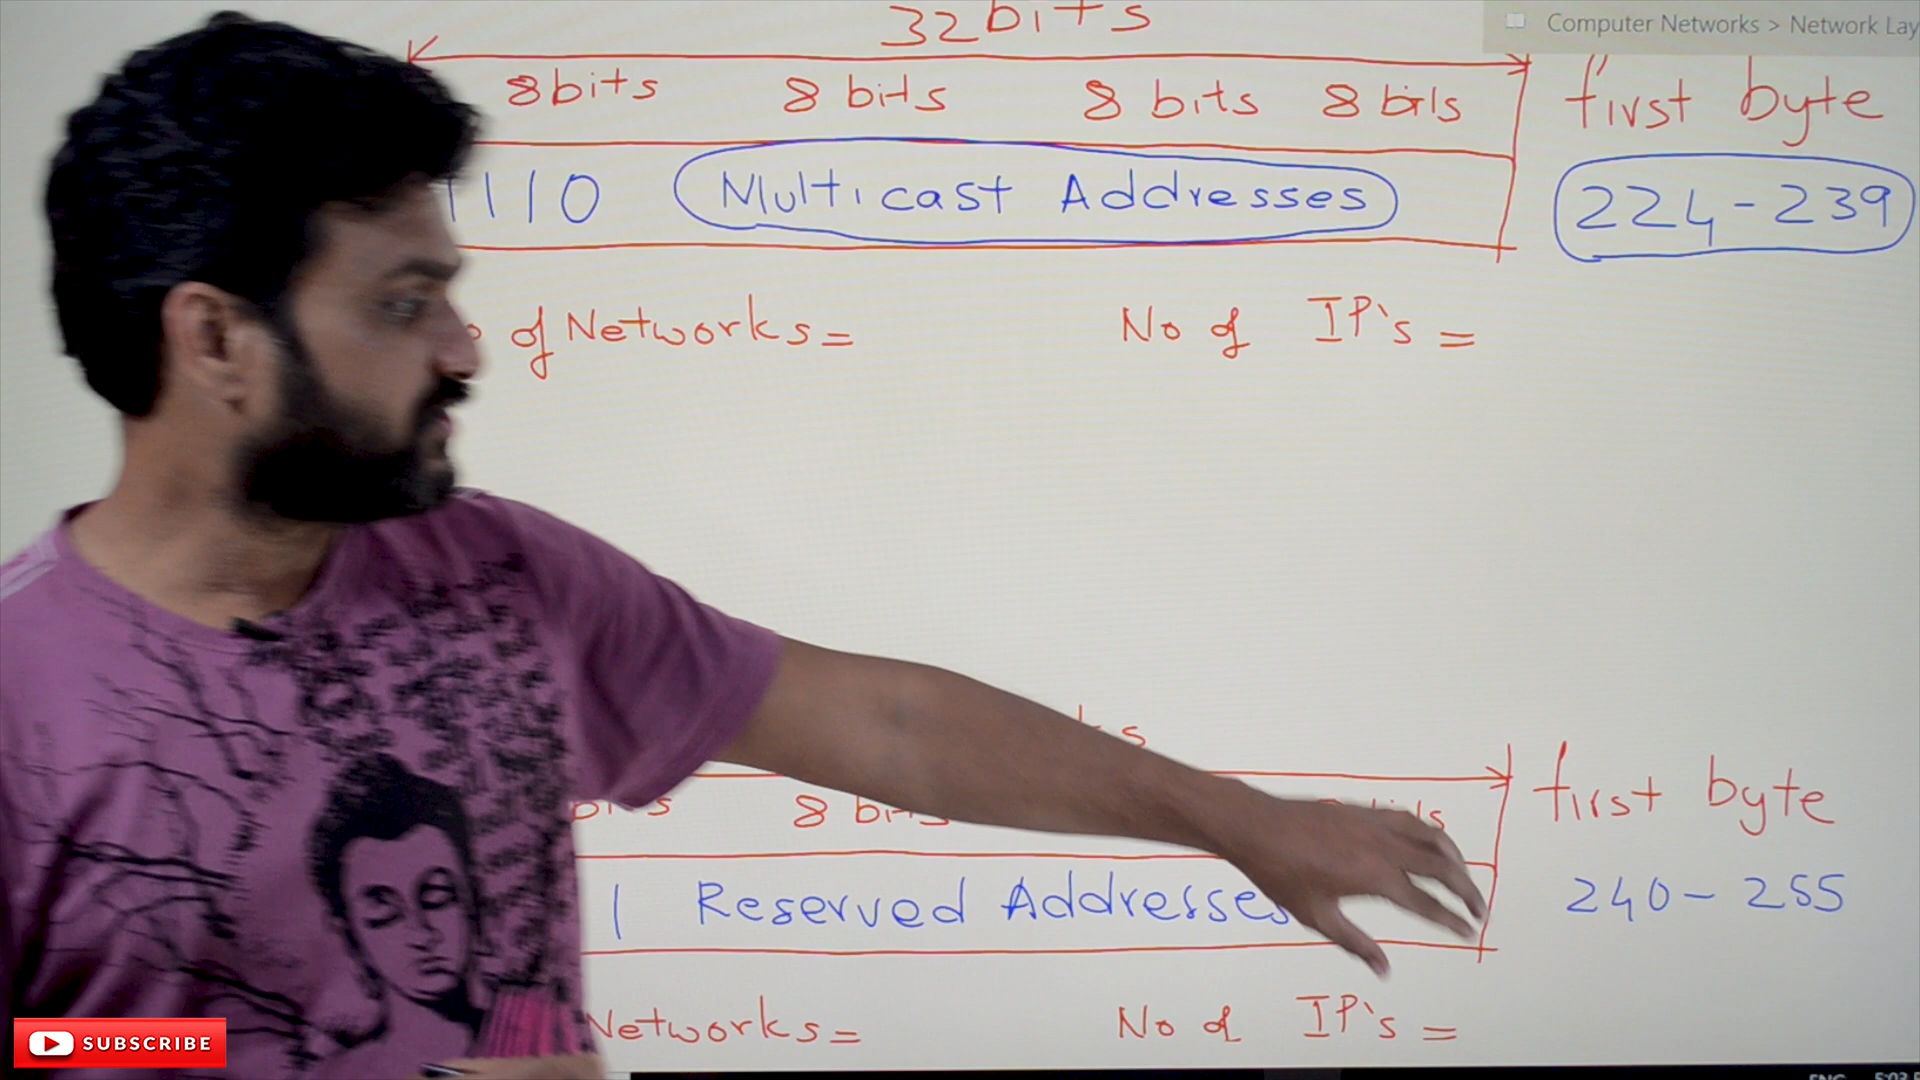 32 bits
Computer Networks > Network Lay
8 bits 8 bits 8 bits 8 bits first byte
1110 Multicast Addresses 224-239
of Networks = No of IP's =
first byte
8 bits
1 Reserved Addresses 240-255
Networks = No of IP's =
SUBSCRIBE